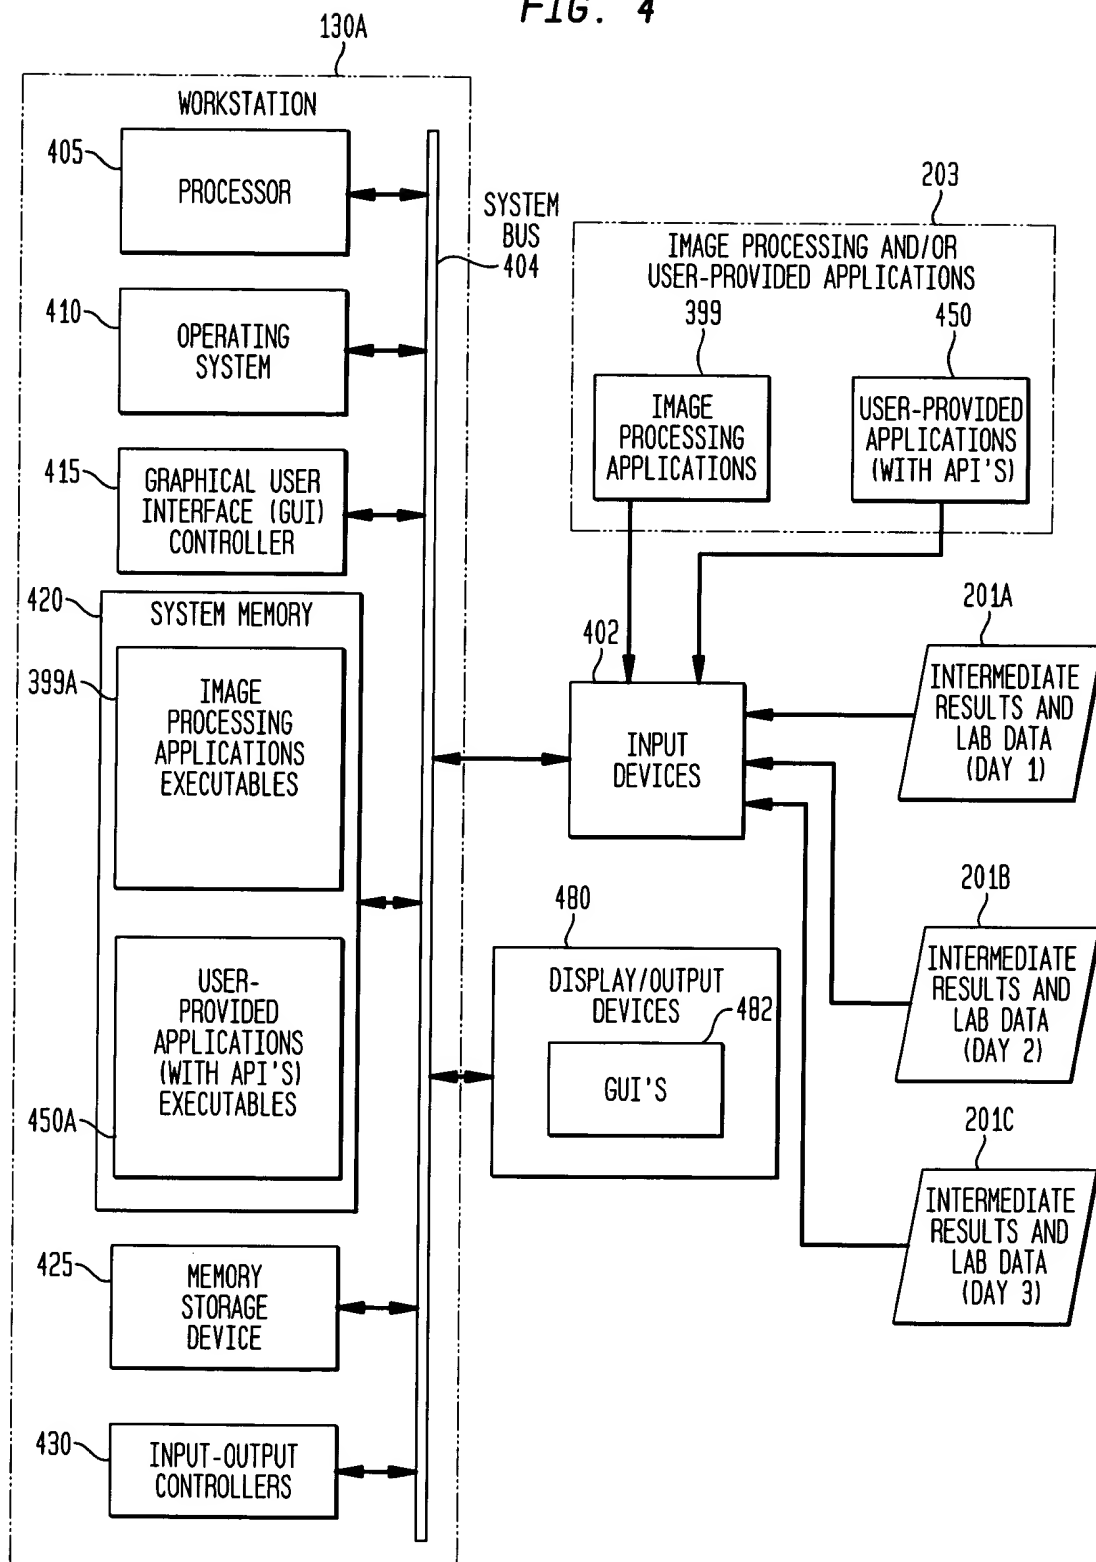 FIG. 4
130A
WORKSTATION
405
PROCESSOR
SYSTEM
BUS
404
410
OPERATING
SYSTEM
415
GRAPHICAL USER
INTERFACE (GUI)
CONTROLLER
420
SYSTEM MEMORY
399A
IMAGE
PROCESSING
APPLICATIONS
EXECUTABLES
USER-
PROVIDED
APPLICATIONS
(WITH API'S)
EXECUTABLES
450A
425
MEMORY
STORAGE
DEVICE
430
INPUT-OUTPUT
CONTROLLERS
203
IMAGE PROCESSING AND/OR
USER-PROVIDED APPLICATIONS
399
450
IMAGE
PROCESSING
APPLICATIONS
USER-PROVIDED
APPLICATIONS
(WITH API'S)
402
INPUT
DEVICES
201A
INTERMEDIATE
RESULTS AND
LAB DATA
(DAY 1)
201B
INTERMEDIATE
RESULTS AND
LAB DATA
(DAY 2)
201C
INTERMEDIATE
RESULTS AND
LAB DATA
(DAY 3)
480
DISPLAY/OUTPUT
DEVICES
482
GUI'S